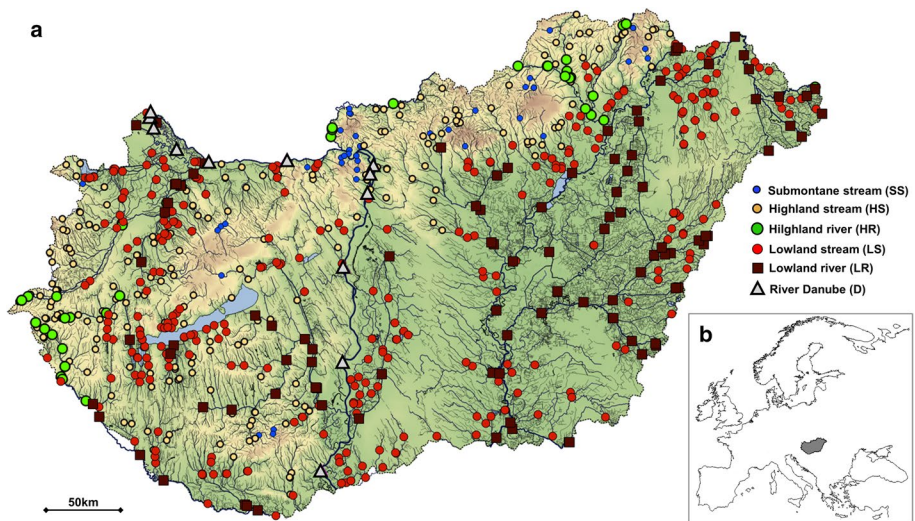 a
Submontane stream (SS)
Highland stream (HS)
Hilghland river (HR)
Lowland stream (LS)
Lowland river (LR)
River Danube (D)
b
50km